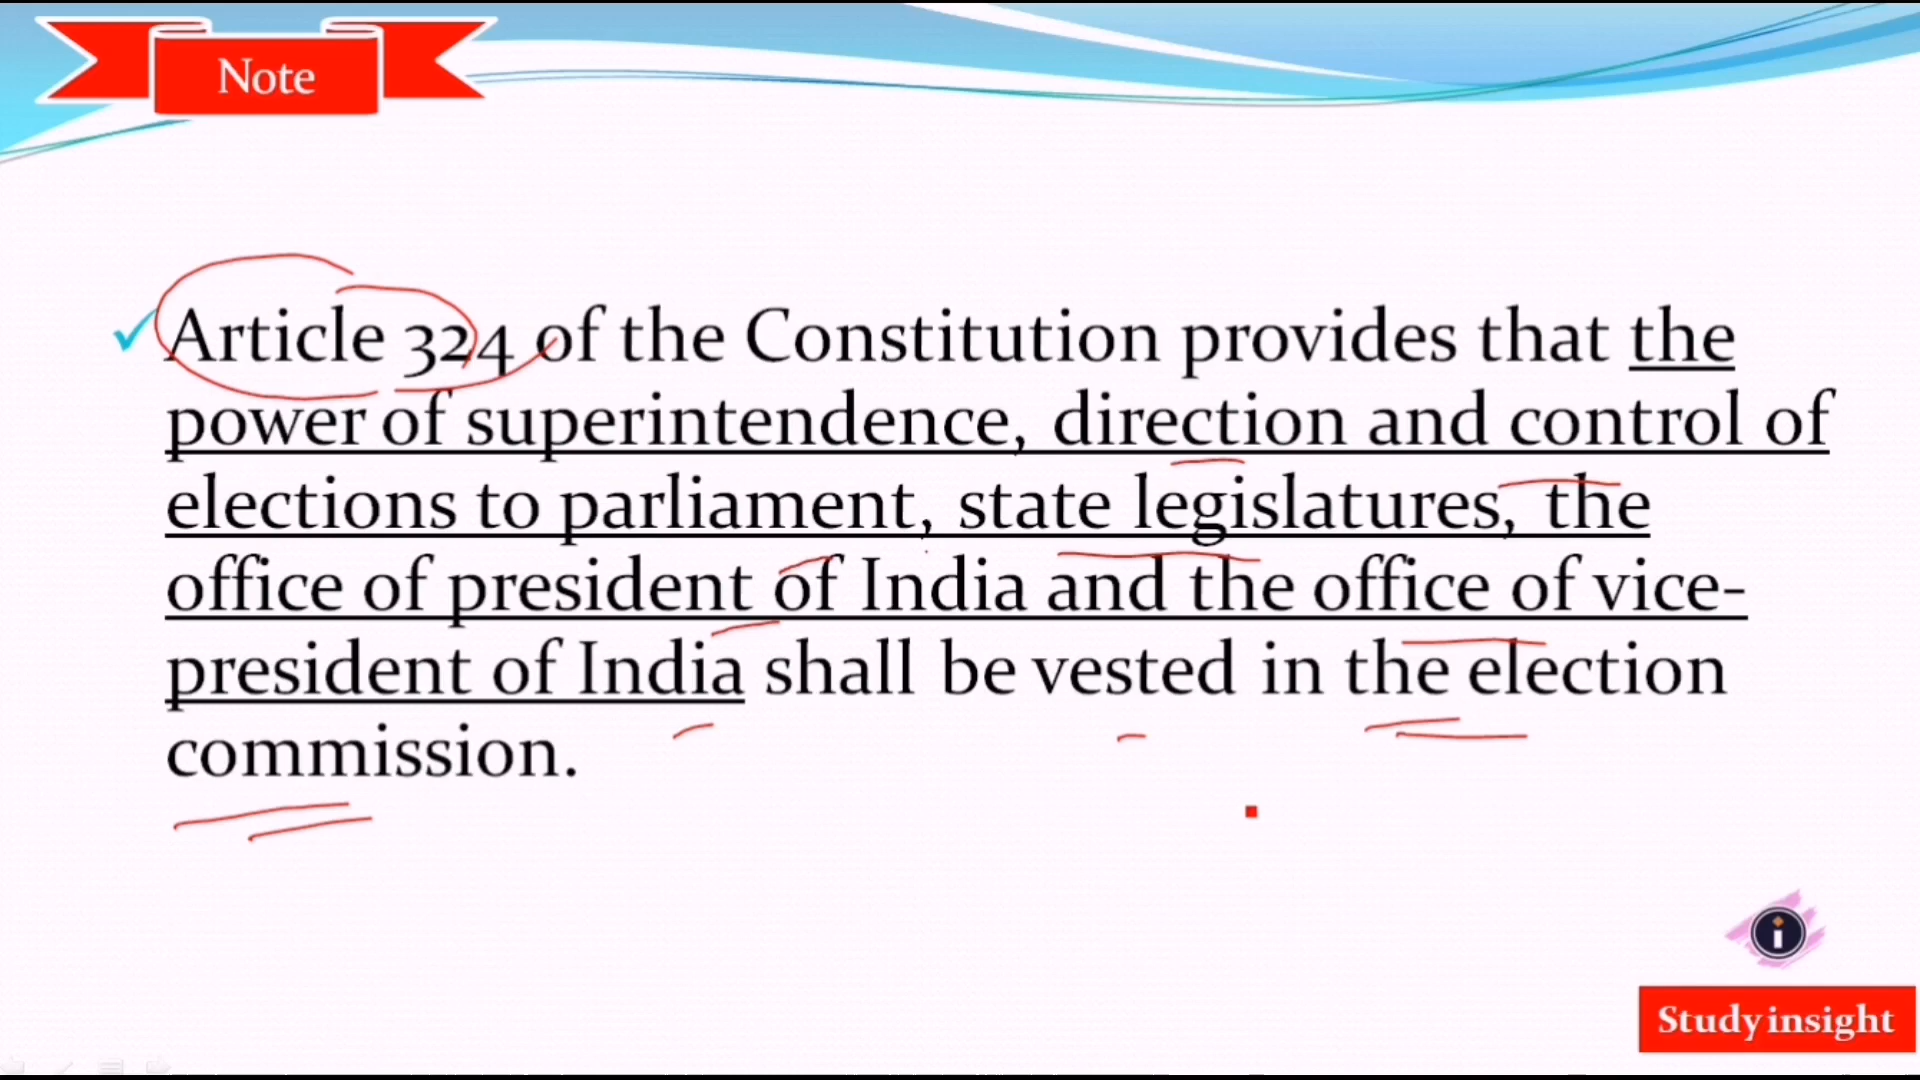 Note
Article 324 of the Constitution provides that the
power of superintendence, direction and control of
elections to parliament, state legislatures, the
office of president of India and the office of vice-
president of India shall be vested in the election
commission.
i
Study insight